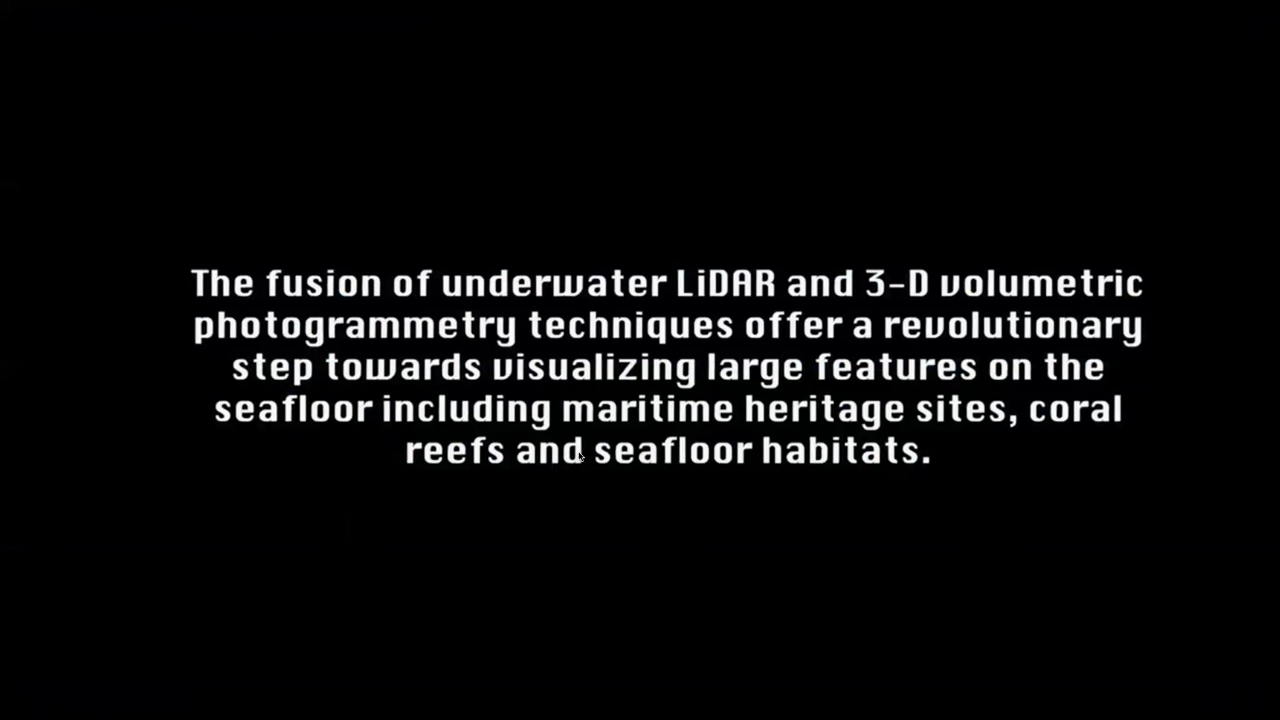 The fusion of underwater LiDAR and 3-D volumetric
photogrammetry techniques offer a revolutionary
step towards visualizing large features on the
seafloor including maritime heritage sites, coral
reefs and seafloor habitats.